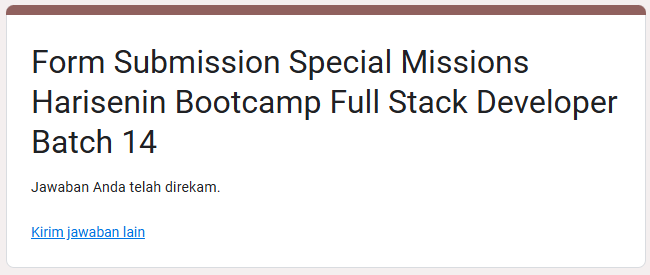 Form Submission Special Missions
Harisenin Bootcamp Full Stack Developer
Batch 14
Jawaban Anda telah direkam.
Kirim jawaban lain